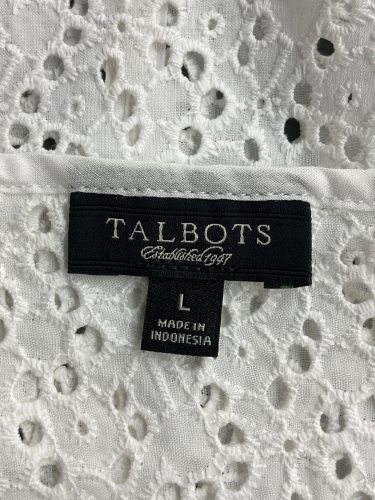 TALBOTS
Established 1947
L
MADE IN
INDONESIA